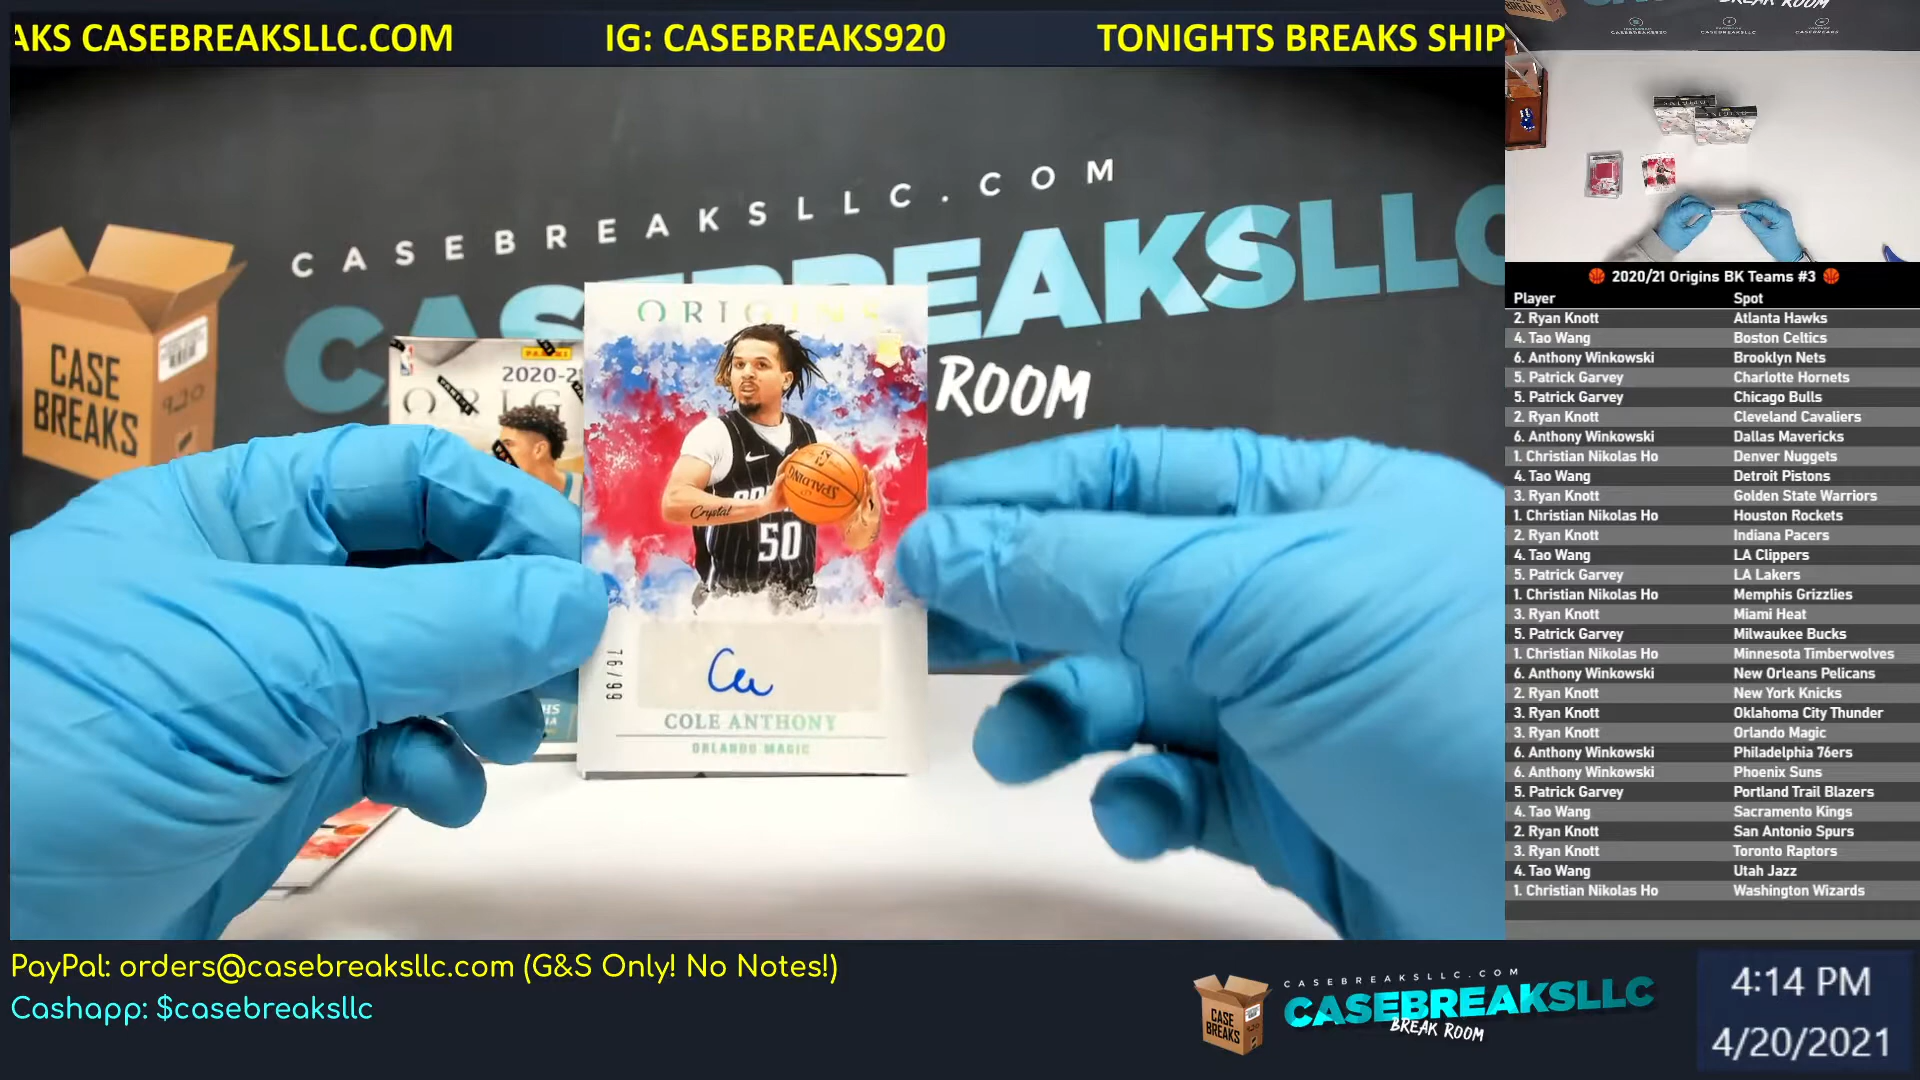 AKS CASEBREAKSLLC.COM IG: CASEBREAKS920 TONIGHTS BREAKS SHIP
BREAK ROOM
CASEBREAKSLLC.COM
CASEBREAKSLLC
ROOM
CASE
BREAKS
920
PANINI
2020-2
ORIG
ORIGINS
SPALDING
Crystal
50
76/99
COLE ANTHONY
ORLANDO MAGIC
2020/21 Origins BK Teams #3
Player Spot
2. Ryan Knott Atlanta Hawks
4. Tao Wang Boston Celtics
6. Anthony Winkowski Brooklyn Nets
5. Patrick Garvey Charlotte Hornets
5. Patrick Garvey Chicago Bulls
2. Ryan Knott Cleveland Cavaliers
6. Anthony Winkowski Dallas Mavericks
1. Christian Nikolas Ho Denver Nuggets
4. Tao Wang Detroit Pistons
3. Ryan Knott Golden State Warriors
1. Christian Nikolas Ho Houston Rockets
2. Ryan Knott Indiana Pacers
4. Tao Wang LA Clippers
5. Patrick Garvey LA Lakers
1. Christian Nikolas Ho Memphis Grizzlies
3. Ryan Knott Miami Heat
5. Patrick Garvey Milwaukee Bucks
1. Christian Nikolas Ho Minnesota Timberwolves
6. Anthony Winkowski New Orleans Pelicans
2. Ryan Knott New York Knicks
3. Ryan Knott Oklahoma City Thunder
3. Ryan Knott Orlando Magic
6. Anthony Winkowski Philadelphia 76ers
6. Anthony Winkowski Phoenix Suns
5. Patrick Garvey Portland Trail Blazers
4. Tao Wang Sacramento Kings
2. Ryan Knott San Antonio Spurs
3. Ryan Knott Toronto Raptors
4. Tao Wang Utah Jazz
1. Christian Nikolas Ho Washington Wizards
PayPal: orders@casebreaksllc.com (G&S Only! No Notes!)
Cashapp: $casebreaksllc
CASE
BREAKS
CASEBREAKSLLC.COM
CASEBREAKSLLC
BREAK ROOM
4:14 PM
4/20/2021